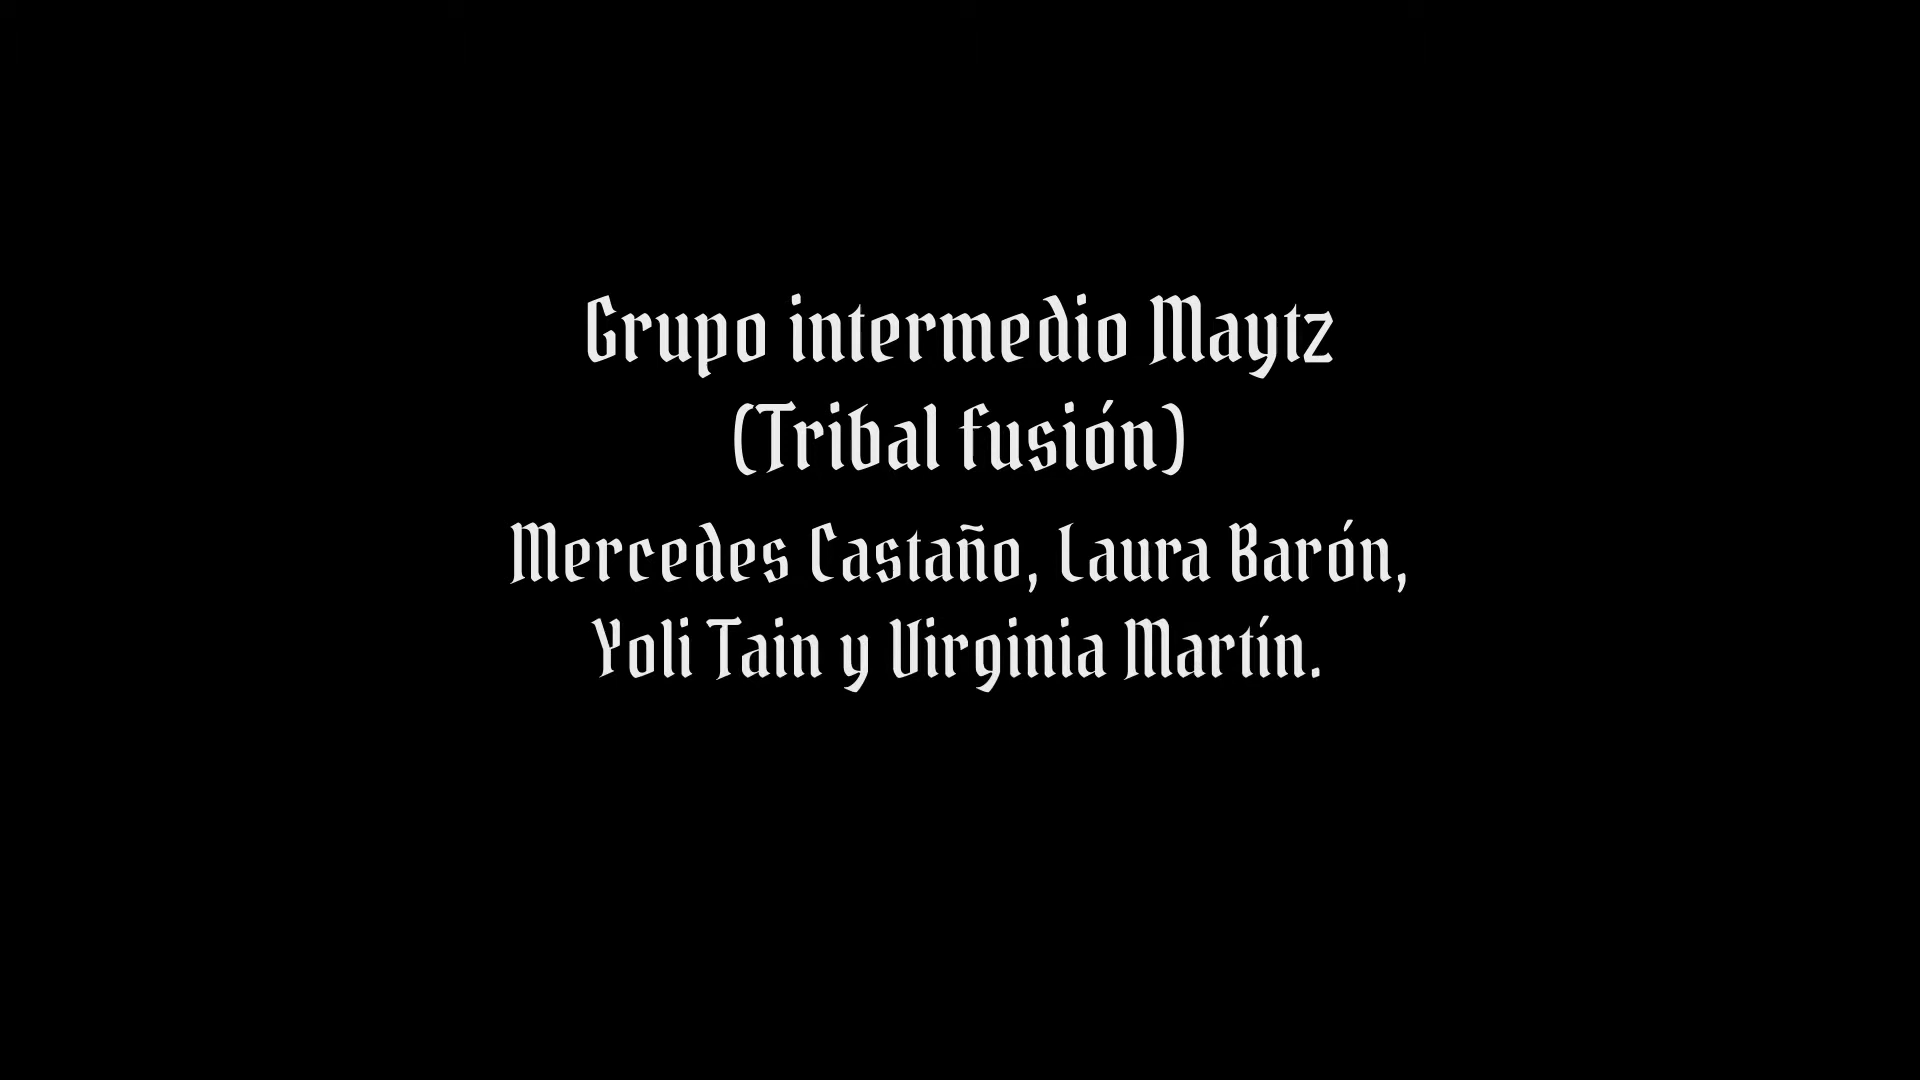 Grupo intermedio Maytz
(Tribal fusión)
Mercedes Castaño, Laura Barón,
Yoli Tain y Virginia Martín.